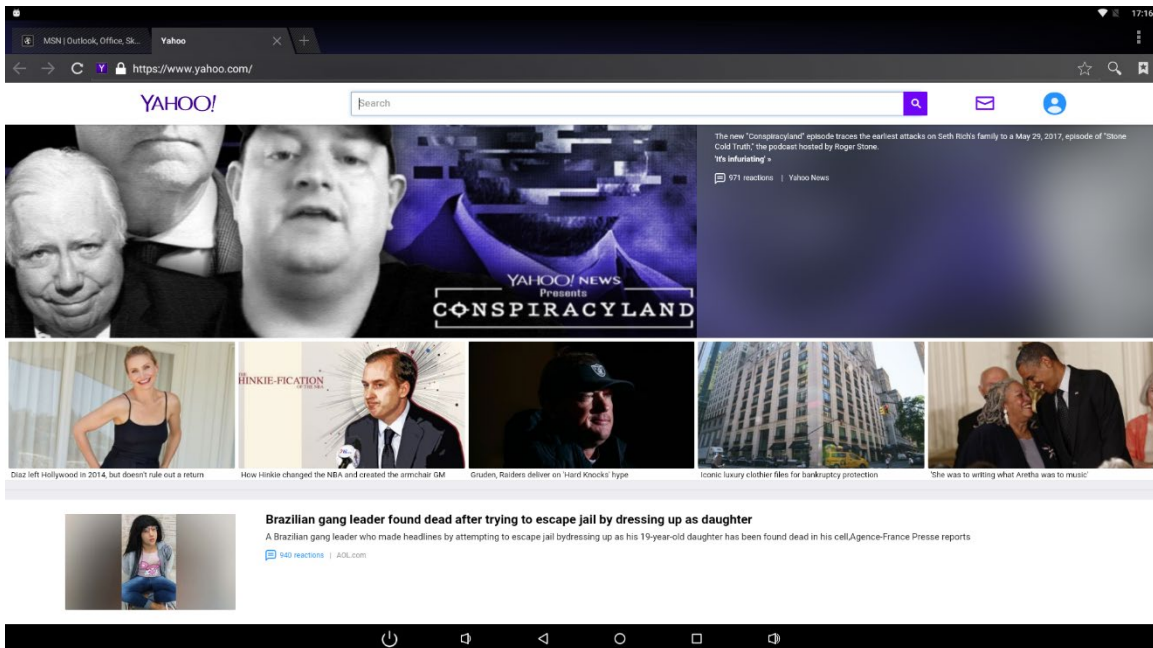 17:16
MSN | Outlook, Office, Sk...
Yahoo
https://www.yahoo.com/
YAHOO!
Search
The new "Conspiracyland" episode traces the earliest attacks on Seth Rich's family to a May 29, 2017, episode of "Stone
Cold Truth," the podcast hosted by Roger Stone.
'It's infuriating' »
971 reactions | Yahoo News
YAHOO! NEWS
Presents
CONSPIRACYLAND
HINKIE-FICATION
OF THE NBA
Diaz left Hollywood in 2014, but doesn't rule out a return
How Hinkie changed the NBA and created the armchair GM
Gruden, Raiders deliver on 'Hard Knocks' hype
Iconic luxury clothier files for bankruptcy protection
'She was to writing what Aretha was to music'
Brazilian gang leader found dead after trying to escape jail by dressing up as daughter
A Brazilian gang leader who made headlines by attempting to escape jail bydressing up as his 19-year-old daughter has been found dead in his cell,Agence-France Presse reports
940 reactions | AOL.com